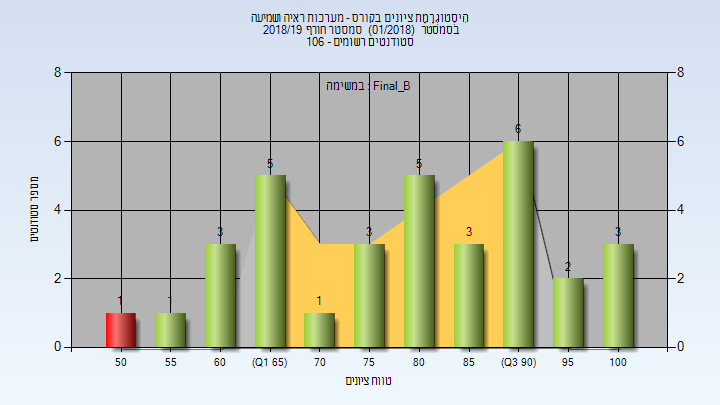 הִיסְטוֹגְרָמַת ציונים בקורס - מערכות ראיה ושמיעה
בסמסטר (01/2018) סמסטר חורף 2018/19
סטודנטים רשומים - 106
במשימה : Final_B
מספר סטודנטים
8 8
6 6
4 4
2 2
0 0
1 1 3 5 1 3 5 3 6 2 3
50 55 60 (Q1 65) 70 75 80 85 (Q3 90) 95 100
טווח ציונים